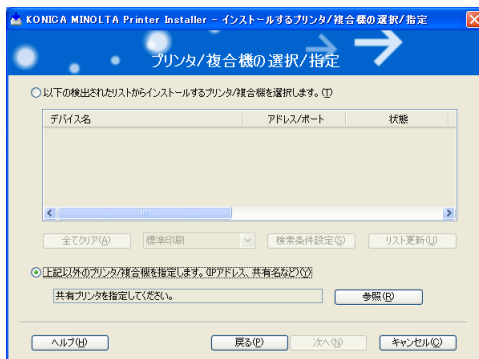 KONICA MINOLTA Printer Installer - インストールするプリンタ/複合機の選択/指定
プリンタ/複合機の選択/指定
以下の検出されたリストからインストールするプリンタ/複合機を選択します。(T)
デバイス名 アドレス/ポート 状態
全てクリア(A) 標準印刷 検索条件設定(S) リスト更新(U)
上記以外のプリンタ/複合機を指定します。(IPアドレス、共有名など)(Y)
共有プリンタを指定してください。 参照(R)
ヘルプ(H) 戻る(P) 次へ(N) キャンセル(C)